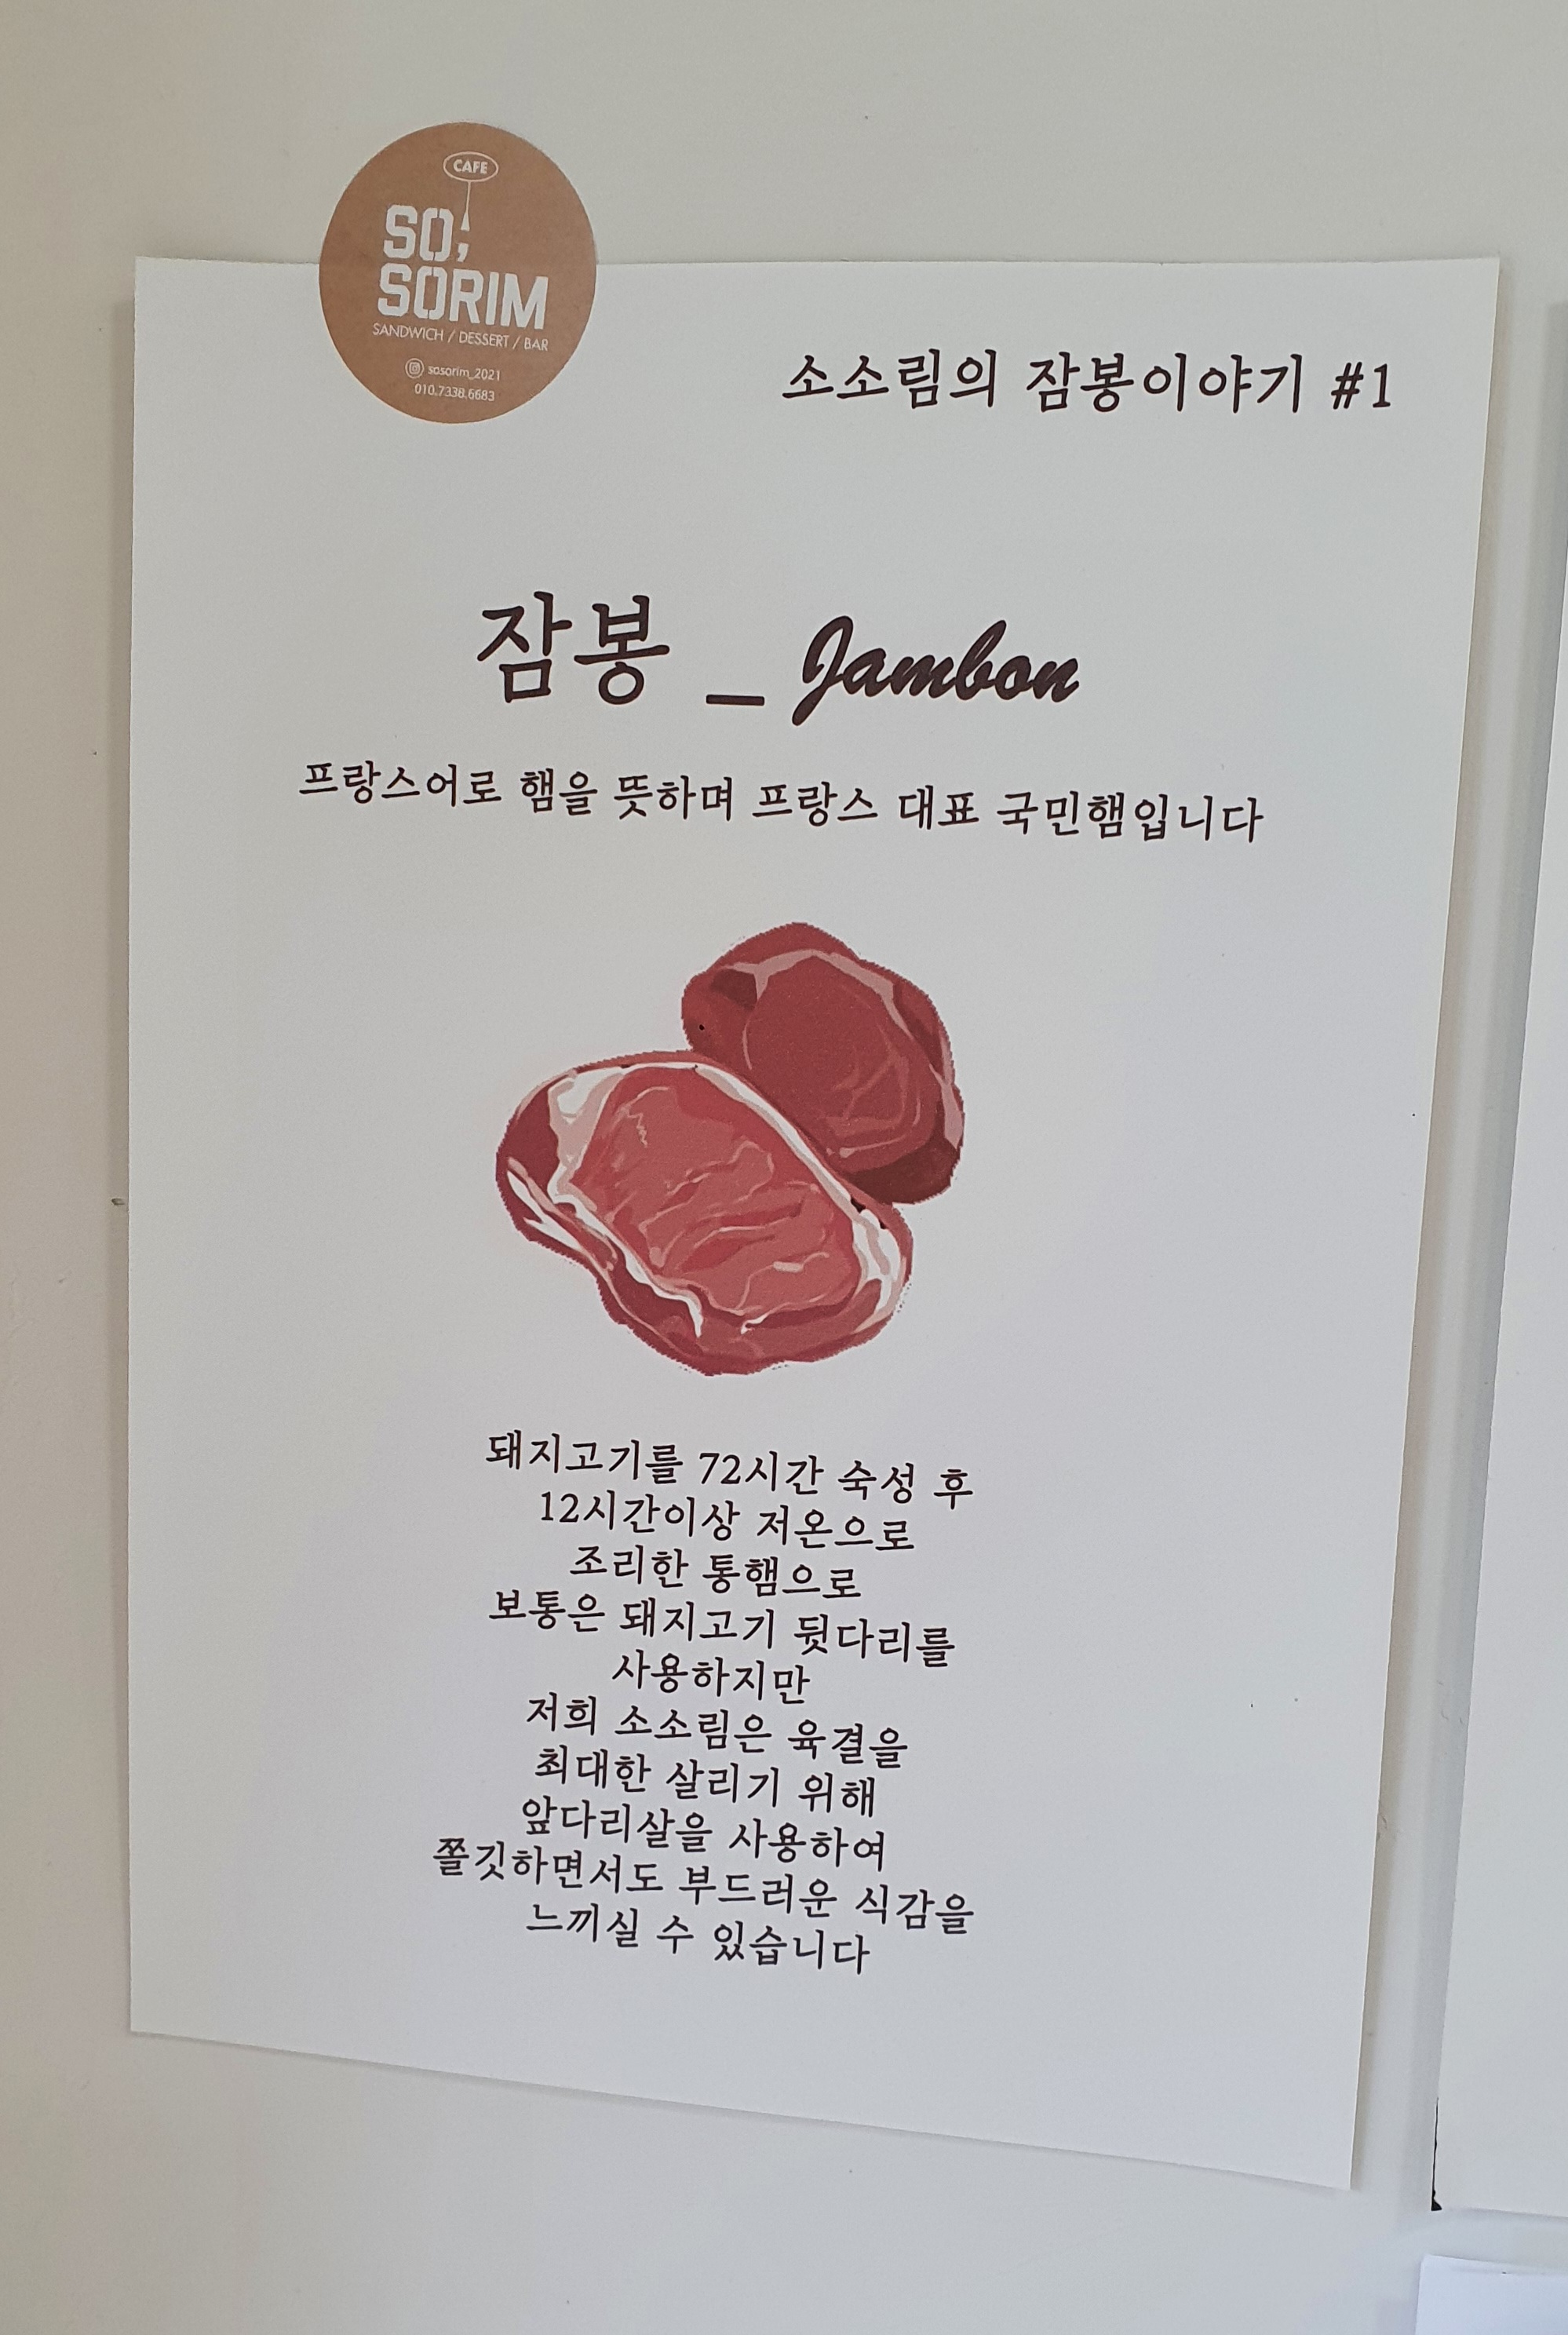 CAFE
SO,
SORIM
SANDWICH / DESSERT / BAR
sosorim_2021
010.7338.6683
소소림의 잠봉이야기 #1
잠봉 _ Jambon
프랑스어로 햄을 뜻하며 프랑스 대표 국민햄입니다
돼지고기를 72시간 숙성 후
12시간이상 저온으로
조리한 통햄으로
보통은 돼지고기 뒷다리를
사용하지만
저희 소소림은 육결을
최대한 살리기 위해
앞다리살을 사용하여
쫄깃하면서도 부드러운 식감을
느끼실 수 있습니다